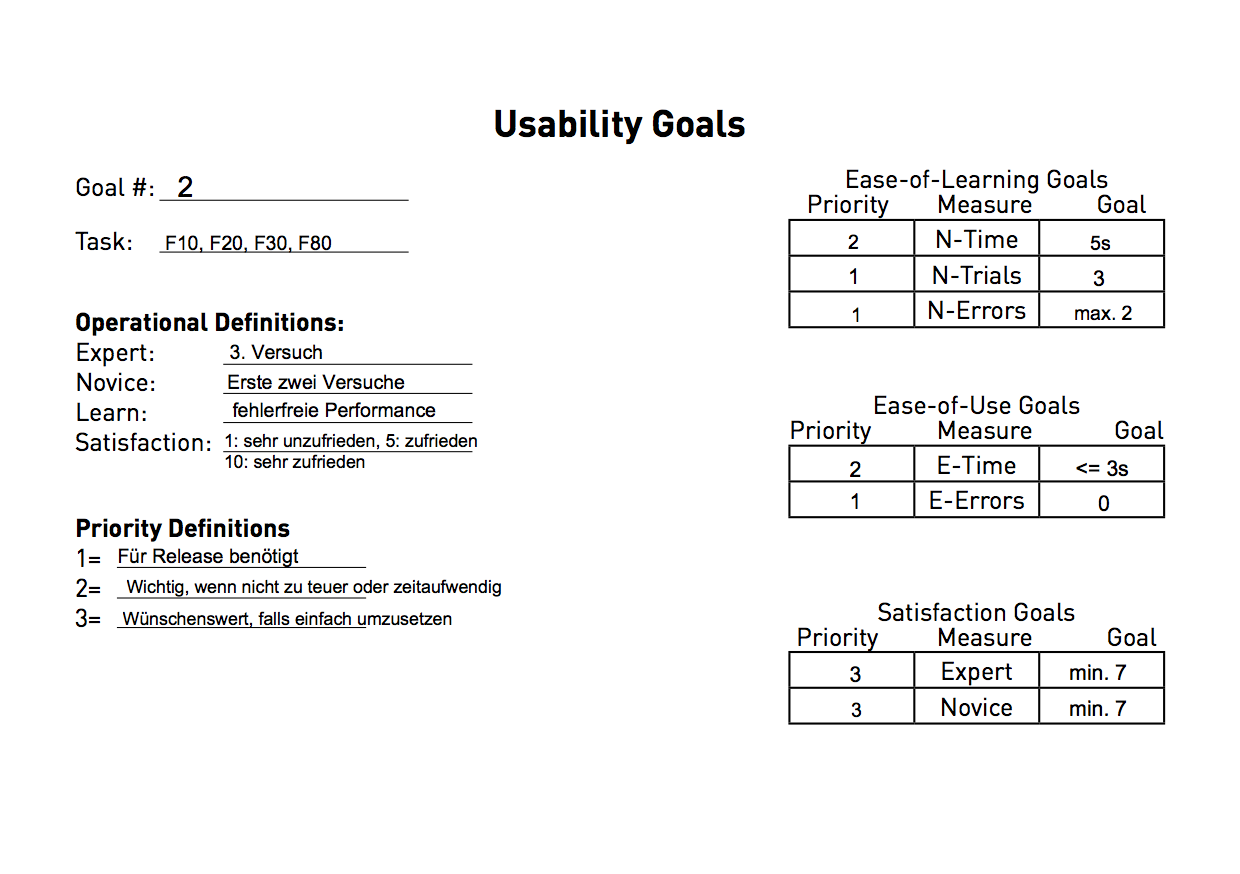 Usability Goals
Goal #: 2
Task: F10, F20, F30, F80
Operational Definitions:
Expert: 3. Versuch
Novice: Erste zwei Versuche
Learn: fehlerfreie Performance
Satisfaction: 1: sehr unzufrieden, 5: zufrieden
10: sehr zufrieden
Priority Definitions
1= Für Release benötigt
2= Wichtig, wenn nicht zu teuer oder zeitaufwendig
3= Wünschenswert, falls einfach umzusetzen
Ease-of-Learning Goals
Priority Measure Goal
2 N-Time 5s
1 N-Trials 3
1 N-Errors max. 2
Ease-of-Use Goals
Priority Measure Goal
2 E-Time <= 3s
1 E-Errors 0
Satisfaction Goals
Priority Measure Goal
3 Expert min. 7
3 Novice min. 7